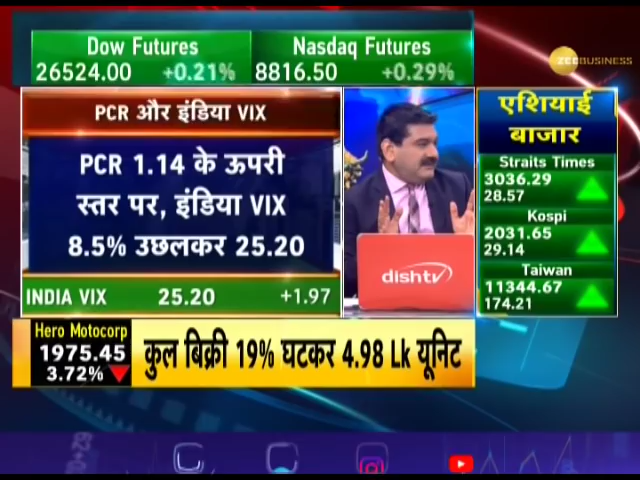 Dow Futures
26524.00 +0.21%
Nasdaq Futures
8816.50 +0.29%
ZEEBUSINESS
PCR और इंडिया VIX
PCR 1.14 के ऊपरी
स्तर पर, इंडिया VIX
8.5% उछलकर 25.20
INDIA VIX 25.20 +1.97
dishtv
एशियाई
बाजार
Straits Times
3036.29
28.57
Kospi
2031.65
29.14
Taiwan
11344.67
174.21
Hero Motocorp
1975.45
3.72%
कुल बिक्री 19% घटकर 4.98 Lk यूनिट